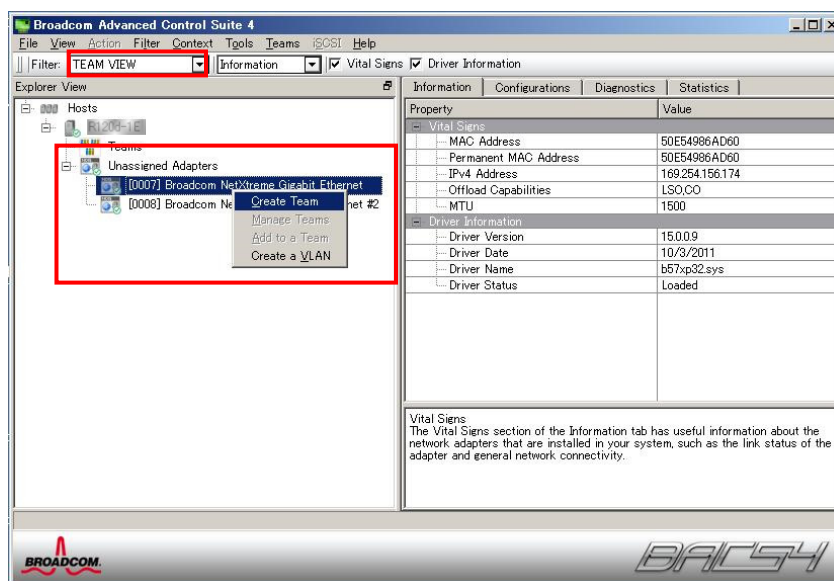 Broadcom Advanced Control Suite 4
File View Action Filter Context Tools Teams iSCSI Help
Filter: TEAM VIEW Information Vital Signs Driver Information
Explorer View
Hosts
R120d-1E
Teams
Unassigned Adapters
[0007] Broadcom NetXtreme Gigabit Ethernet
[0008] Broadcom Ne net #2
Create Team
Manage Teams
Add to a Team
Create a VLAN
Information Configurations Diagnostics Statistics
Property Value
Vital Signs
MAC Address 50E54986AD60
Permanent MAC Address 50E54986AD60
IPv4 Address 169.254.156.174
Offload Capabilities LSO,CO
MTU 1500
Driver Information
Driver Version 15.0.0.9
Driver Date 10/3/2011
Driver Name b57xp32.sys
Driver Status Loaded
Vital Signs
The Vital Signs section of the Information tab has useful information about the
network adapters that are installed in your system, such as the link status of the
adapter and general network connectivity.
BROADCOM.
BACS4